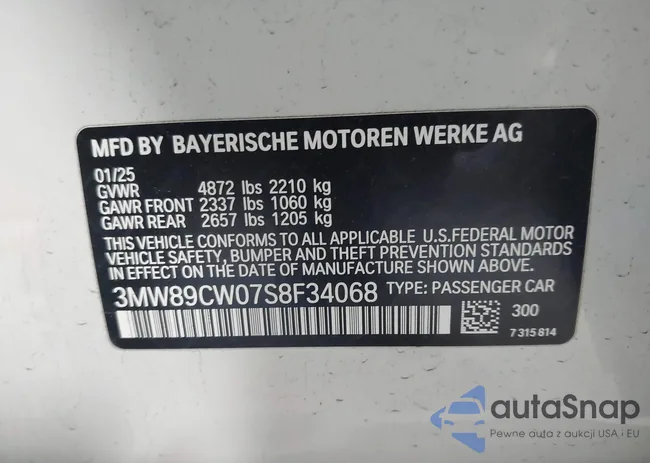 MFD BY BAYERISCHE MOTOREN WERKE AG
01/25
GVWR 4872 lbs 2210 kg
GAWR FRONT 2337 lbs 1060 kg
GAWR REAR 2657 lbs 1205 kg
THIS VEHICLE CONFORMS TO ALL APPLICABLE U.S.FEDERAL MOTOR
VEHICLE SAFETY, BUMPER AND THEFT PREVENTION STANDARDS
IN EFFECT ON THE DATE OF MANUFACTURE SHOWN ABOVE.
3MW89CW07S8F34068 TYPE: PASSENGER CAR
300
7 315 814
autoSnap
Pewne auta z aukcji USA i EU